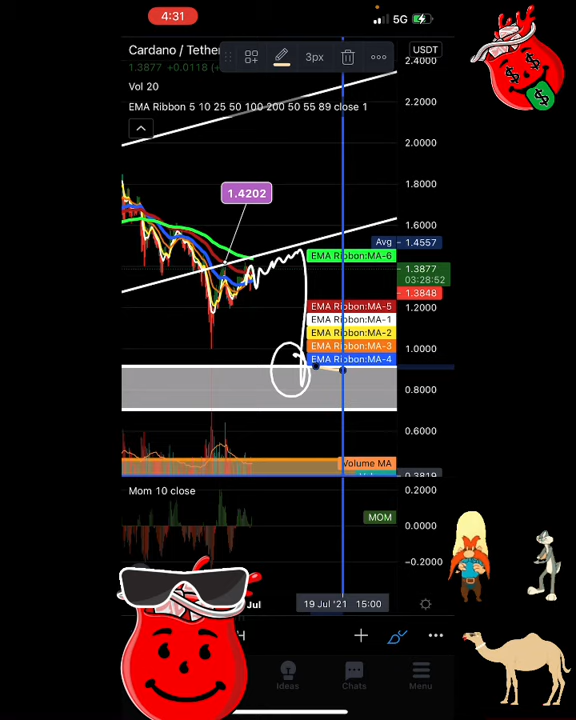 4:31
5G
Cardano / Tether
3px
USDT
1.3877 +0.0118
2.4000
Vol 20
EMA Ribbon 5 10 25 50 100 200 50 55 89 close 1
2.2000
2.0000
1.8000
1.4202
1.6000
Avg
1.4557
EMA Ribbon:MA-6
1.3877
03:28:52
1.3848
EMA Ribbon:MA-5
1.2000
EMA Ribbon:MA-1
EMA Ribbon:MA-2
EMA Ribbon:MA-3
1.0000
EMA Ribbon:MA-4
0.8000
0.6000
Volume MA
0.3819
Mom 10 close
0.2000
MOM
0.0000
-0.2000
Jul
19 Jul '21 15:00
H
Ideas
Chats
Menu
$ $
$